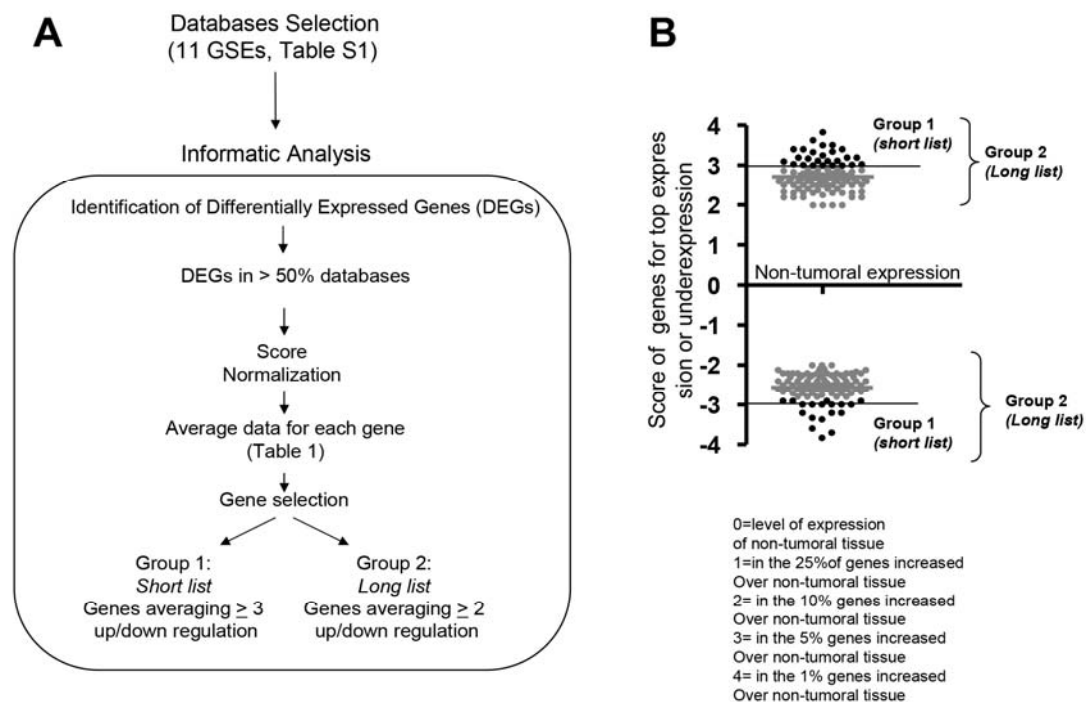 A
Databases Selection
(11 GSEs, Table S1)
Informatic Analysis
Identification of Differentially Expressed Genes (DEGs)
DEGs in > 50% databases
Score
Normalization
Average data for each gene
(Table 1)
Gene selection
Group 1:
Short list
Genes averaging ≥ 3
up/down regulation
Group 2:
Long list
Genes averaging ≥ 2
up/down regulation
B
Score of genes for top expres
sion or underexpression
4
3
2
1
0
-1
-2
-3
-4
Group 1
(short list)
Group 2
(Long list)
Non-tumoral expression
Group 1
(short list)
Group 2
(Long list)
0=level of expression
of non-tumoral tissue
1=in the 25%of genes increased
Over non-tumoral tissue
2= in the 10% genes increased
Over non-tumoral tissue
3= in the 5% genes increased
Over non-tumoral tissue
4= in the 1% genes increased
Over non-tumoral tissue